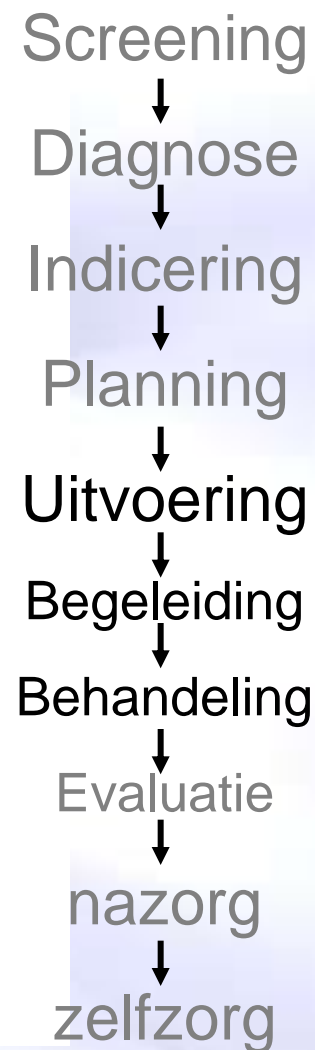 Screening
Diagnose
Indicering
Planning
Uitvoering
Begeleiding
Behandeling
Evaluatie
nazorg
zelfzorg